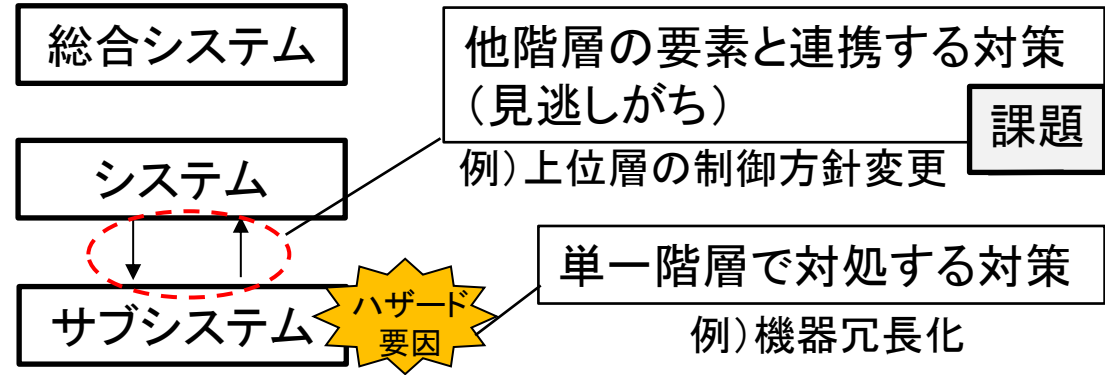 総合システム
他階層の要素と連携する対策
（見逃しがち）
課題
例）上位層の制御方針変更
システム
単一階層で対処する対策
例）機器冗長化
サブシステム
ハザード
要因